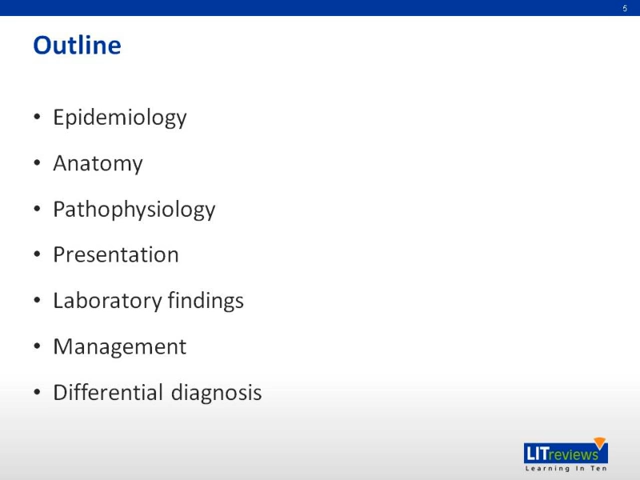 5
Outline
• Epidemiology
• Anatomy
• Pathophysiology
• Presentation
• Laboratory findings
• Management
• Differential diagnosis
LITreviews
Learning In Ten